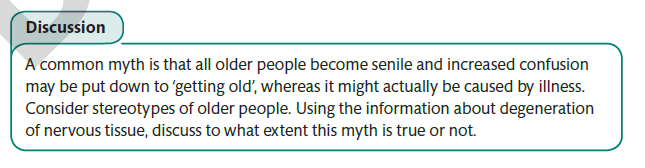 Discussion
A common myth is that all older people become senile and increased confusion
may be put down to ‘getting old’, whereas it might actually be caused by illness.
Consider stereotypes of older people. Using the information about degeneration
of nervous tissue, discuss to what extent this myth is true or not.